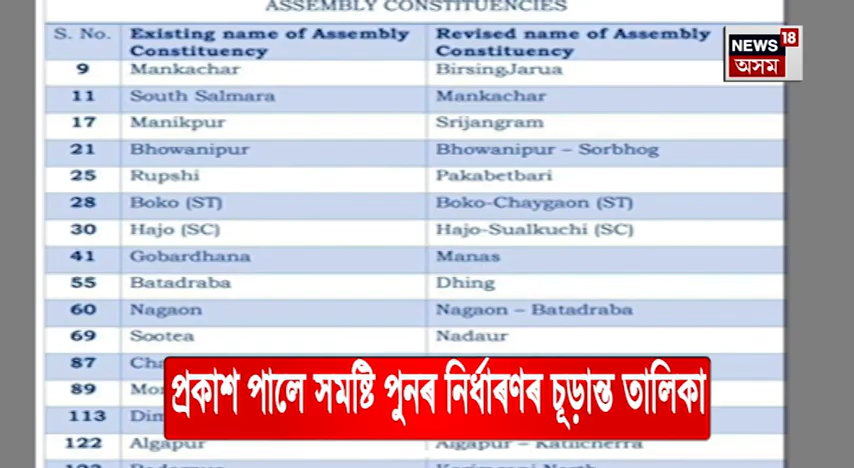 ASSEMBLY CONSTITUENCIES
S. No. Existing name of Assembly Constituency Revised name of Assembly Constituency
9 Mankachar BirsingJarua
11 South Salmara Mankachar
17 Manikpur Srijangram
21 Bhowanipur Bhowanipur – Sorbhog
25 Rupshi Pakabetbari
28 Boko (ST) Boko-Chaygaon (ST)
30 Hajo (SC) Hajo-Sualkuchi (SC)
41 Gobardhana Manas
55 Batadraba Dhing
60 Nagaon Nagaon – Batadraba
69 Sootea Nadaur
87
89
113
122 Algapur Algapur – Katlicherra
NEWS 18
অসম
প্ৰকাশ পালে সমষ্টি পুনৰ নিৰ্ধাৰণৰ চূড়ান্ত তালিকা